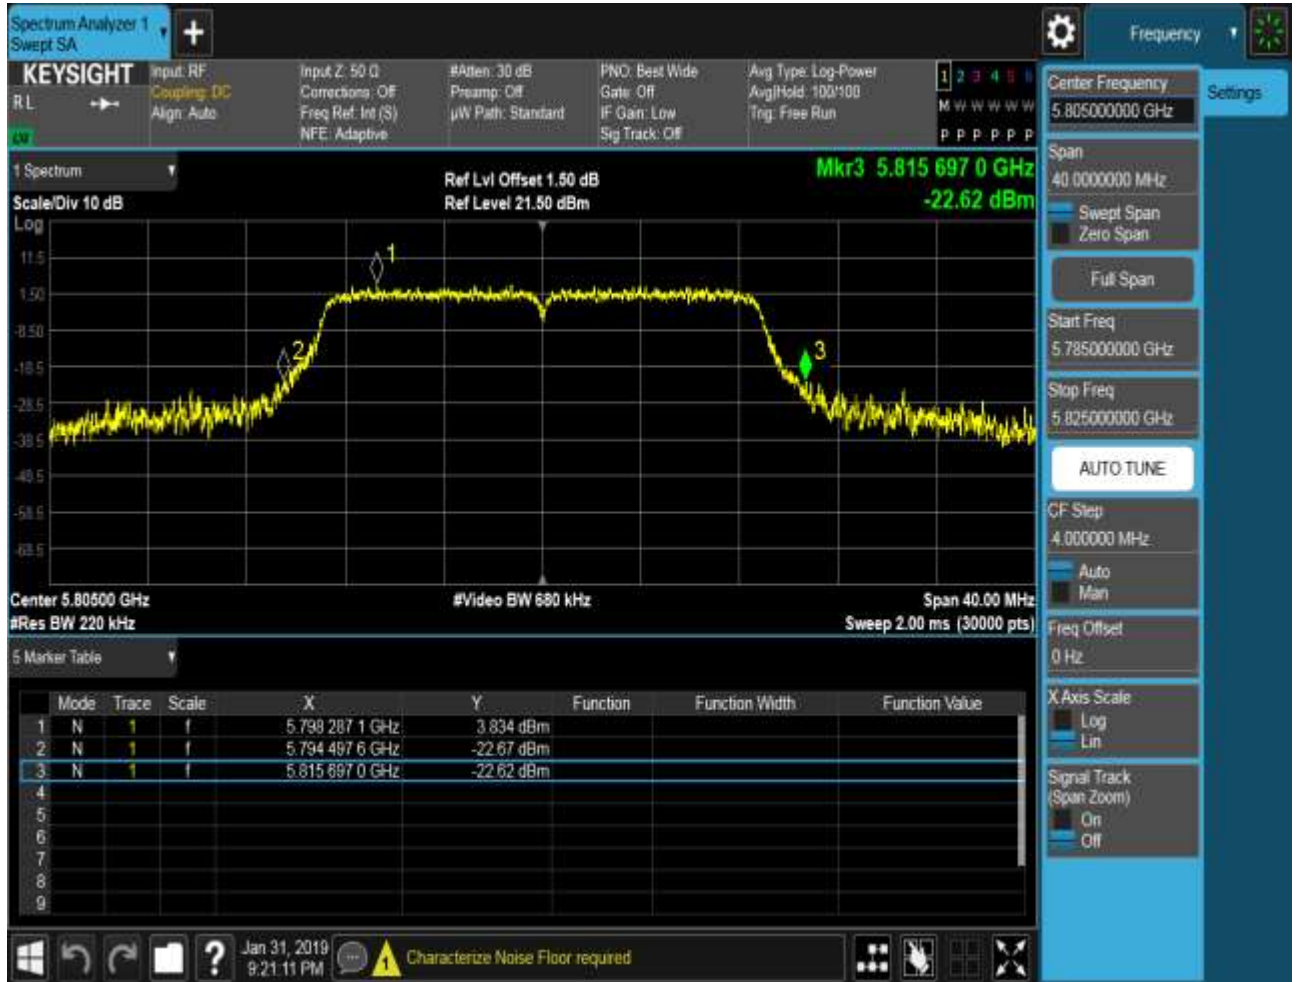 Spectrum Analyzer 1
Swept SA
+
Frequency
KEYSIGHT
RL
Input: RF
Coupling: DC
Align: Auto
Input Z: 50 Ω
Corrections: Off
Freq Ref: Int (S)
NFE: Adaptive
#Atten: 30 dB
Preamp: Off
µW Path: Standard
PNO: Best Wide
Gate: Off
IF Gain: Low
Sig Track: Off
Avg Type: Log-Power
Avg|Hold: 100/100
Trig: Free Run
1 2 3 4 5 6
M W W W W W
P P P P P P
1 Spectrum
Scale/Div 10 dB
Ref Lvl Offset 1.50 dB
Ref Level 21.50 dBm
Mkr3 5.815 697 0 GHz
-22.62 dBm
Log
11.5
1.50
-8.50
-18.5
-28.5
-38.5
-48.5
-58.5
-68.5
1
2
3
Center 5.80500 GHz
#Video BW 680 kHz
Span 40.00 MHz
#Res BW 220 kHz
Sweep 2.00 ms (30000 pts)
5 Marker Table
Mode Trace Scale X Y Function Function Width Function Value
1 N 1 f 5.798 287 1 GHz 3.834 dBm
2 N 1 f 5.794 497 6 GHz -22.67 dBm
3 N 1 f 5.815 697 0 GHz -22.62 dBm
4
5
6
7
8
9
Center Frequency
5.805000000 GHz
Settings
Span
40.0000000 MHz
Swept Span
Zero Span
Full Span
Start Freq
5.785000000 GHz
Stop Freq
5.825000000 GHz
AUTO TUNE
CF Step
4.000000 MHz
Auto
Man
Freq Offset
0 Hz
X Axis Scale
Log
Lin
Signal Track
(Span Zoom)
On
Off
?
Jan 31, 2019
9:21:11 PM
1
Characterize Noise Floor required